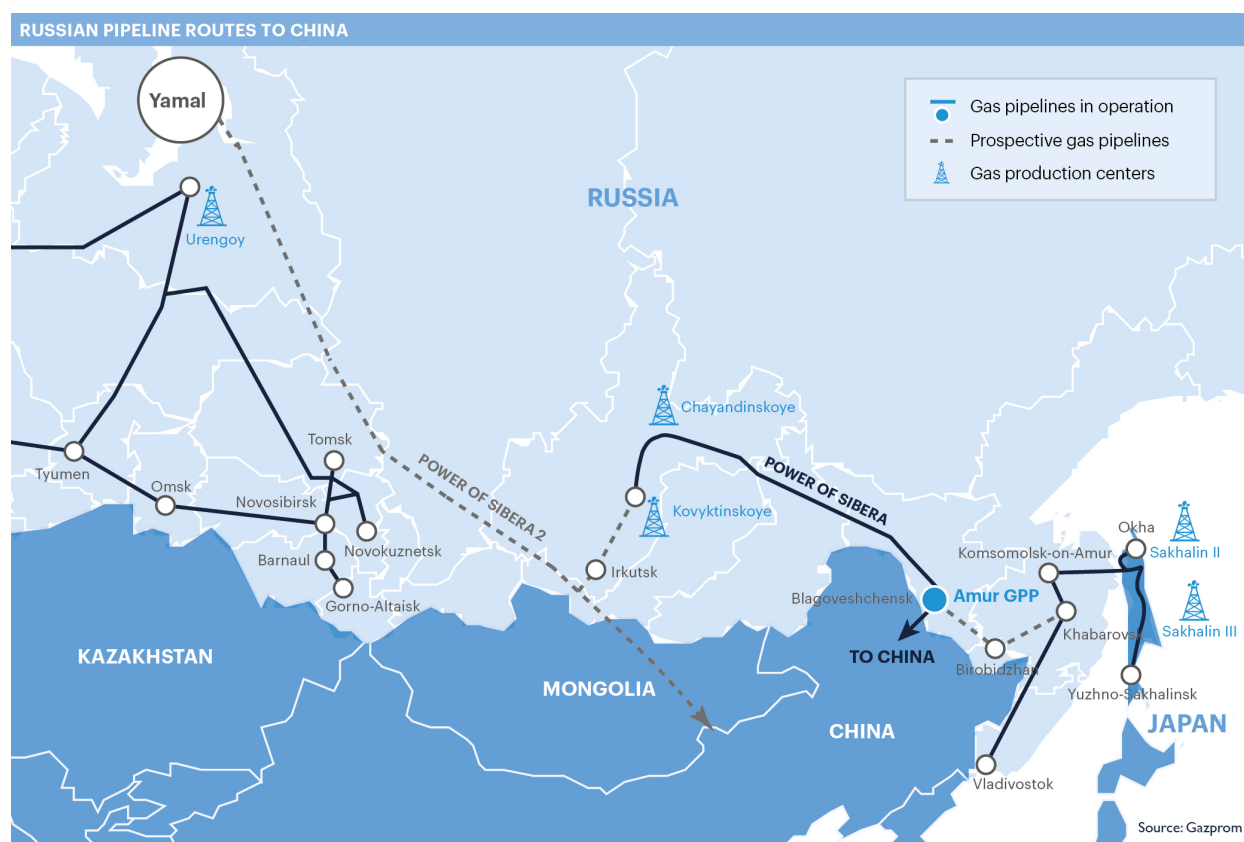 RUSSIAN PIPELINE ROUTES TO CHINA
Yamal
Gas pipelines in operation
Prospective gas pipelines
Gas production centers
RUSSIA
Urengoy
Chayandinskoye
Tomsk
POWER OF SIBERA 2
POWER OF SIBERA
Tyumen
Omsk
Novosibirsk
Kovyktinskoye
Okha
Novokuznetsk
Komsomolsk-on-Amur
Sakhalin II
Barnaul
Irkutsk
Gorno-Altaisk
Blagoveshchensk
Amur GPP
Khabarovsk
Sakhalin III
KAZAKHSTAN
TO CHINA
Birobidzhan
MONGOLIA
Yuzhno-Sakhalinsk
CHINA
JAPAN
Vladivostok
Source: Gazprom